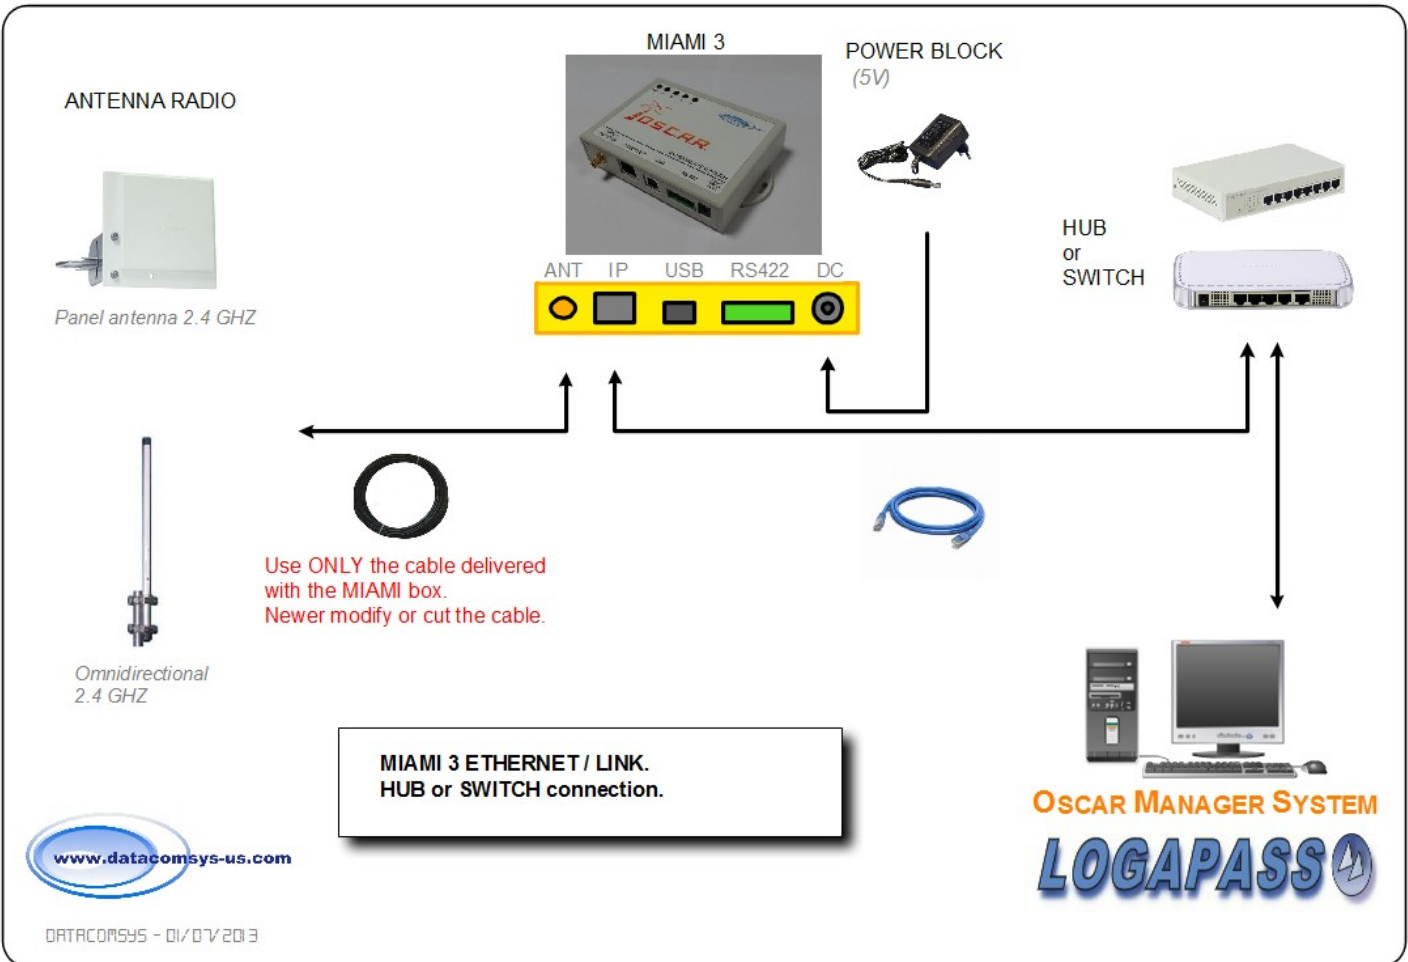 MIAMI 3
POWER BLOCK
(5V)
ANTENNA RADIO
OSCAR
HUB
or
SWITCH
ANT IP USB RS422 DC
Panel antenna 2.4 GHZ
Use ONLY the cable delivered
with the MIAMI box.
Newer modify or cut the cable.
Omnidirectional
2.4 GHZ
MIAMI 3 ETHERNET / LINK.
HUB or SWITCH connection.
OSCAR MANAGER SYSTEM
LOGAPASS
www.datacomsys-us.com
DATACOMSYS - 01/07/2013